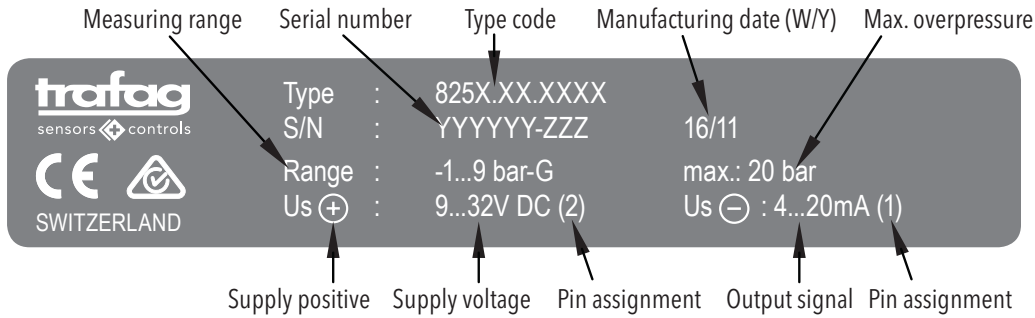 Measuring range Serial number Type code Manufacturing date (W/Y) Max. overpressure
trafag
sensors controls
CE
SWITZERLAND
Type : 825X.XX.XXXX
S/N : YYYYYY-ZZZ 16/11
Range : -1...9 bar-G max.: 20 bar
Us + : 9...32V DC (2) Us – : 4...20mA (1)
Supply positive Supply voltage Pin assignment Output signal Pin assignment